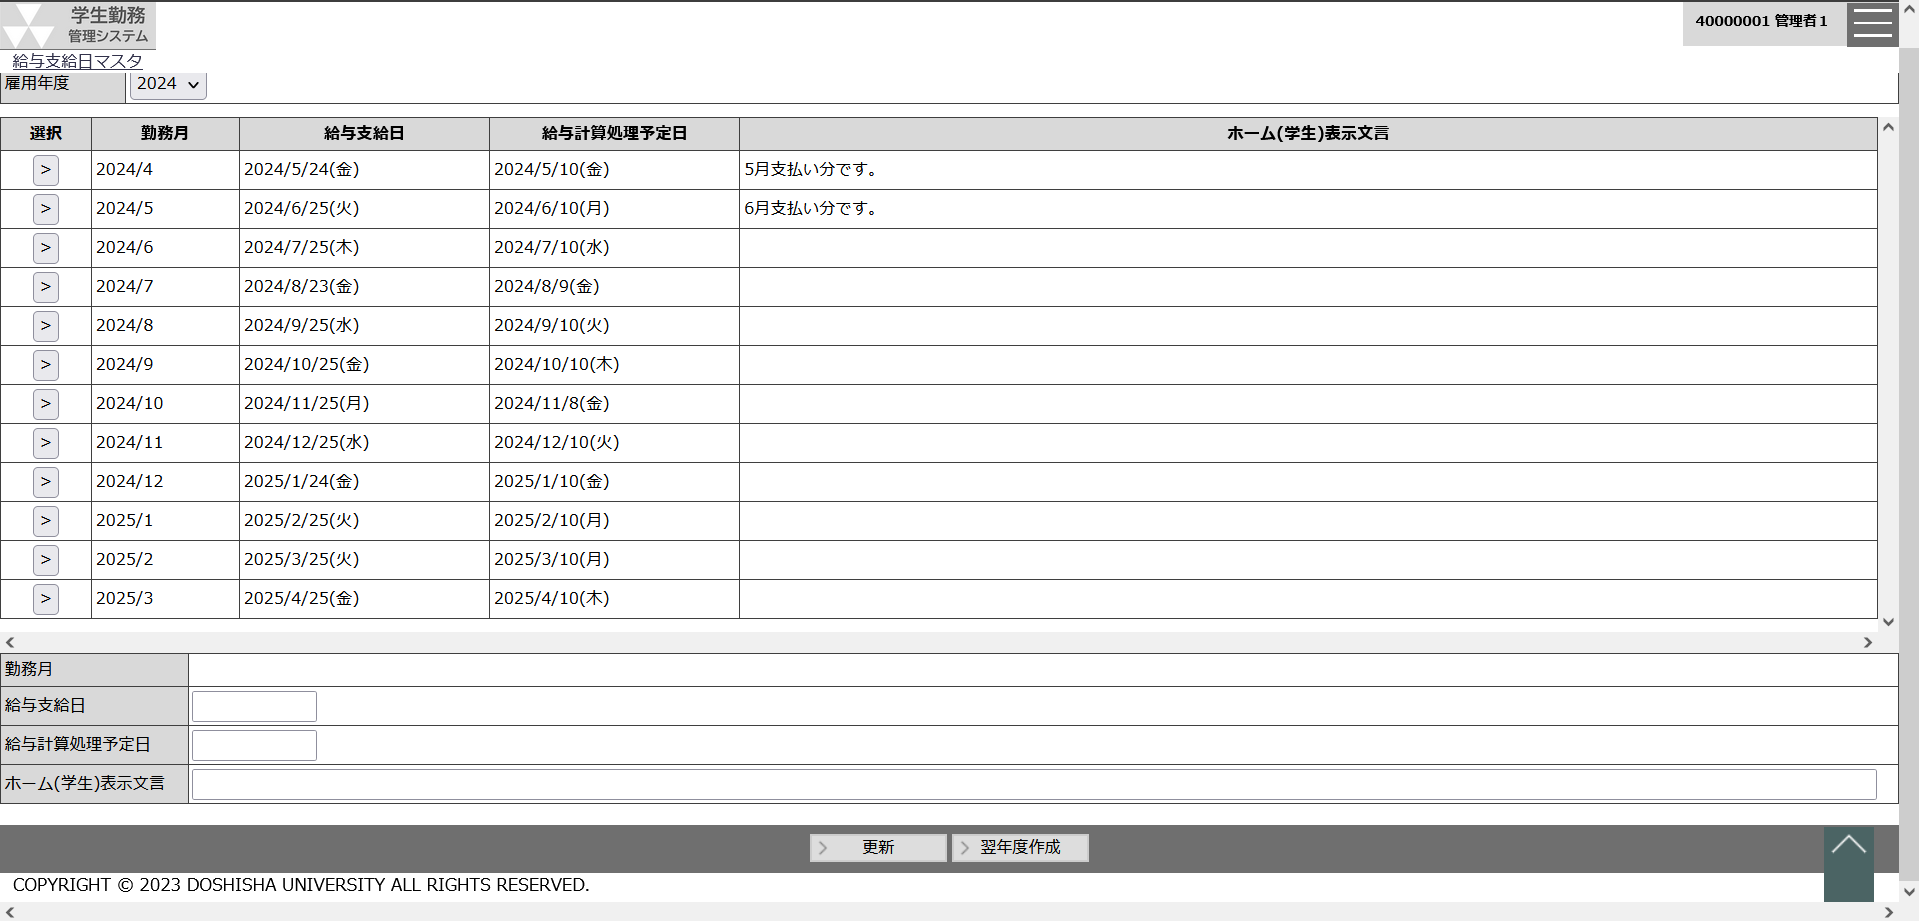 学生勤務
管理システム
40000001 管理者1
給与支給日マスタ
雇用年度 2024
選択 勤務月 給与支給日 給与計算処理予定日 ホーム(学生)表示文言
> 2024/4 2024/5/24(金) 2024/5/10(金) 5月支払い分です。
> 2024/5 2024/6/25(火) 2024/6/10(月) 6月支払い分です。
> 2024/6 2024/7/25(木) 2024/7/10(水)
> 2024/7 2024/8/23(金) 2024/8/9(金)
> 2024/8 2024/9/25(水) 2024/9/10(火)
> 2024/9 2024/10/25(金) 2024/10/10(木)
> 2024/10 2024/11/25(月) 2024/11/8(金)
> 2024/11 2024/12/25(水) 2024/12/10(火)
> 2024/12 2025/1/24(金) 2025/1/10(金)
> 2025/1 2025/2/25(火) 2025/2/10(月)
> 2025/2 2025/3/25(火) 2025/3/10(月)
> 2025/3 2025/4/25(金) 2025/4/10(木)
勤務月
給与支給日
給与計算処理予定日
ホーム(学生)表示文言
更新 翌年度作成
COPYRIGHT © 2023 DOSHISHA UNIVERSITY ALL RIGHTS RESERVED.